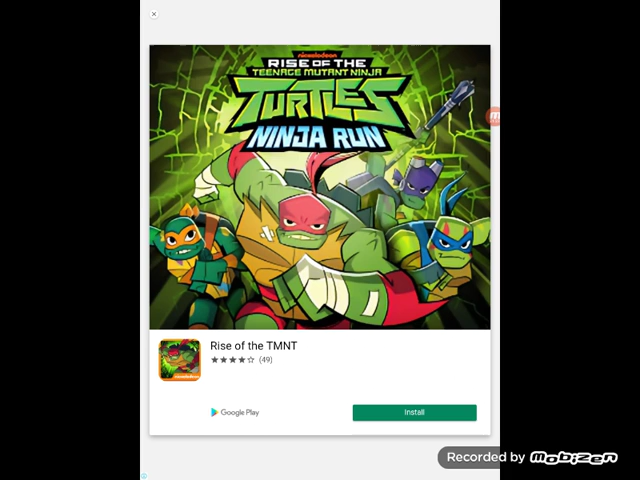 nickelodeon
RISE OF THE
TEENAGE MUTANT NINJA
TURTLES
NINJA RUN
Rise of the TMNT
(49)
Google Play
Install
Recorded by MOBIZEN